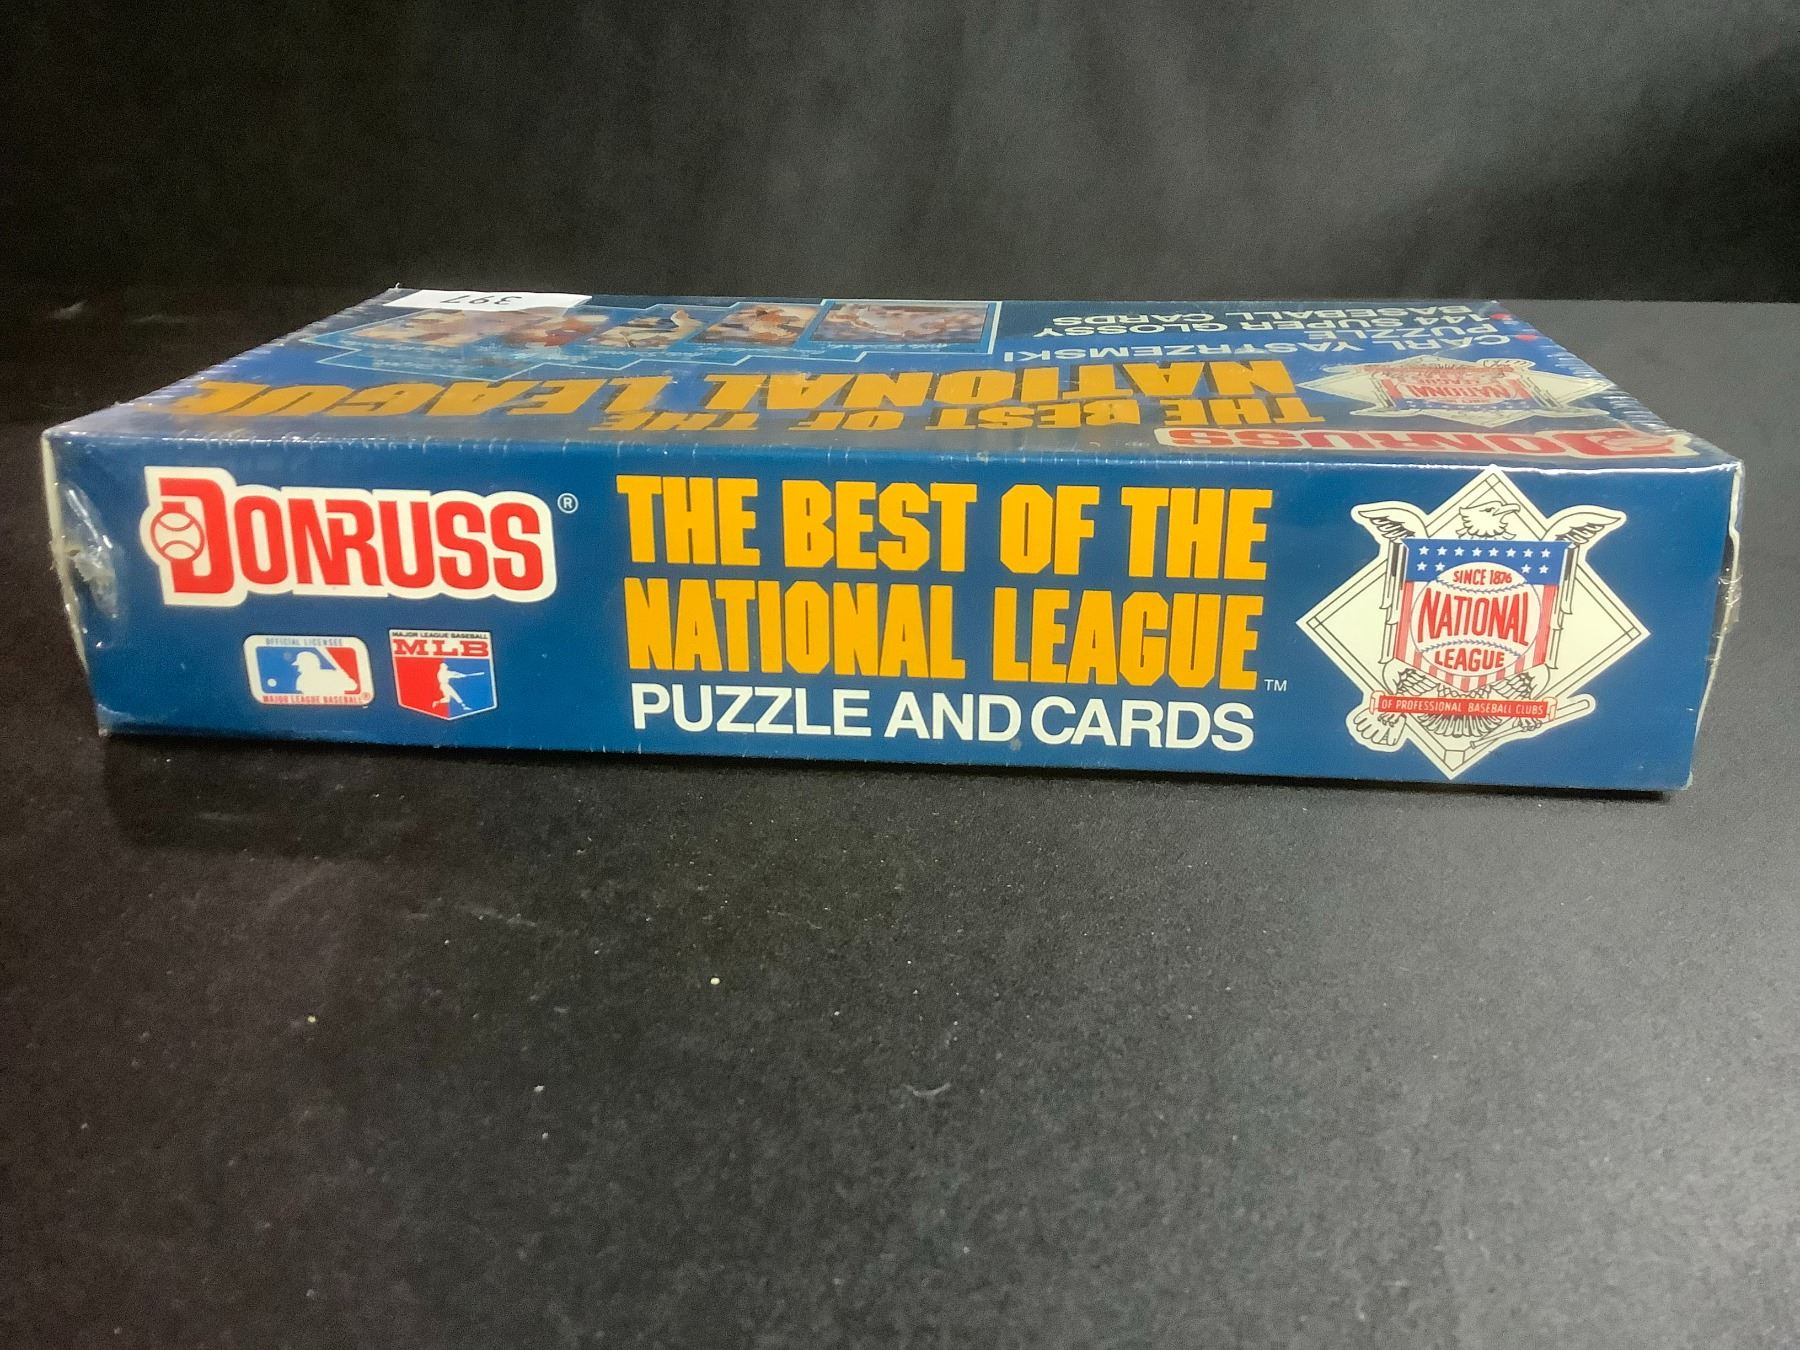 397
CARL YASTRZEMSKI
PUZZLE
144 SUPER GLOSSY
BASEBALL CARDS
NATIONAL
LEAGUE
DONRUSS
THE BEST OF THE
NATIONAL LEAGUE
DONRUSS®
THE BEST OF THE
NATIONAL LEAGUE™
PUZZLE AND CARDS
OFFICIAL LICENSEE
MAJOR LEAGUE BASEBALL®
MAJOR LEAGUE BASEBALL
MLB
SINCE 1876
NATIONAL
LEAGUE
OF PROFESSIONAL BASEBALL CLUBS